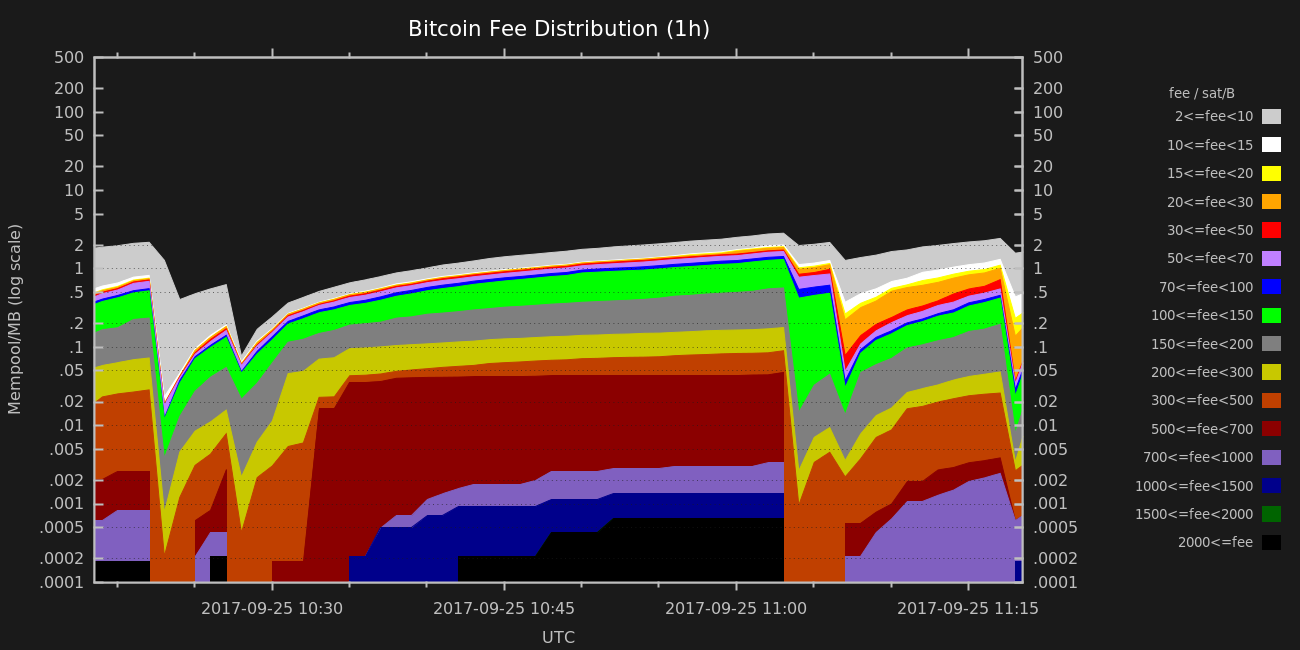 Bitcoin Fee Distribution (1h)
500
200
100
50
20
10
5
2
1
.5
.2
.1
.05
.02
.01
.005
.002
.001
.0005
.0002
.0001
Mempool/MB (log scale)
500
200
100
50
20
10
5
2
1
.5
.2
.1
.05
.02
.01
.005
.002
.001
.0005
.0002
.0001
2017-09-25 10:30 2017-09-25 10:45 2017-09-25 11:00 2017-09-25 11:15
UTC
fee / sat/B
2<=fee<10
10<=fee<15
15<=fee<20
20<=fee<30
30<=fee<50
50<=fee<70
70<=fee<100
100<=fee<150
150<=fee<200
200<=fee<300
300<=fee<500
500<=fee<700
700<=fee<1000
1000<=fee<1500
1500<=fee<2000
2000<=fee